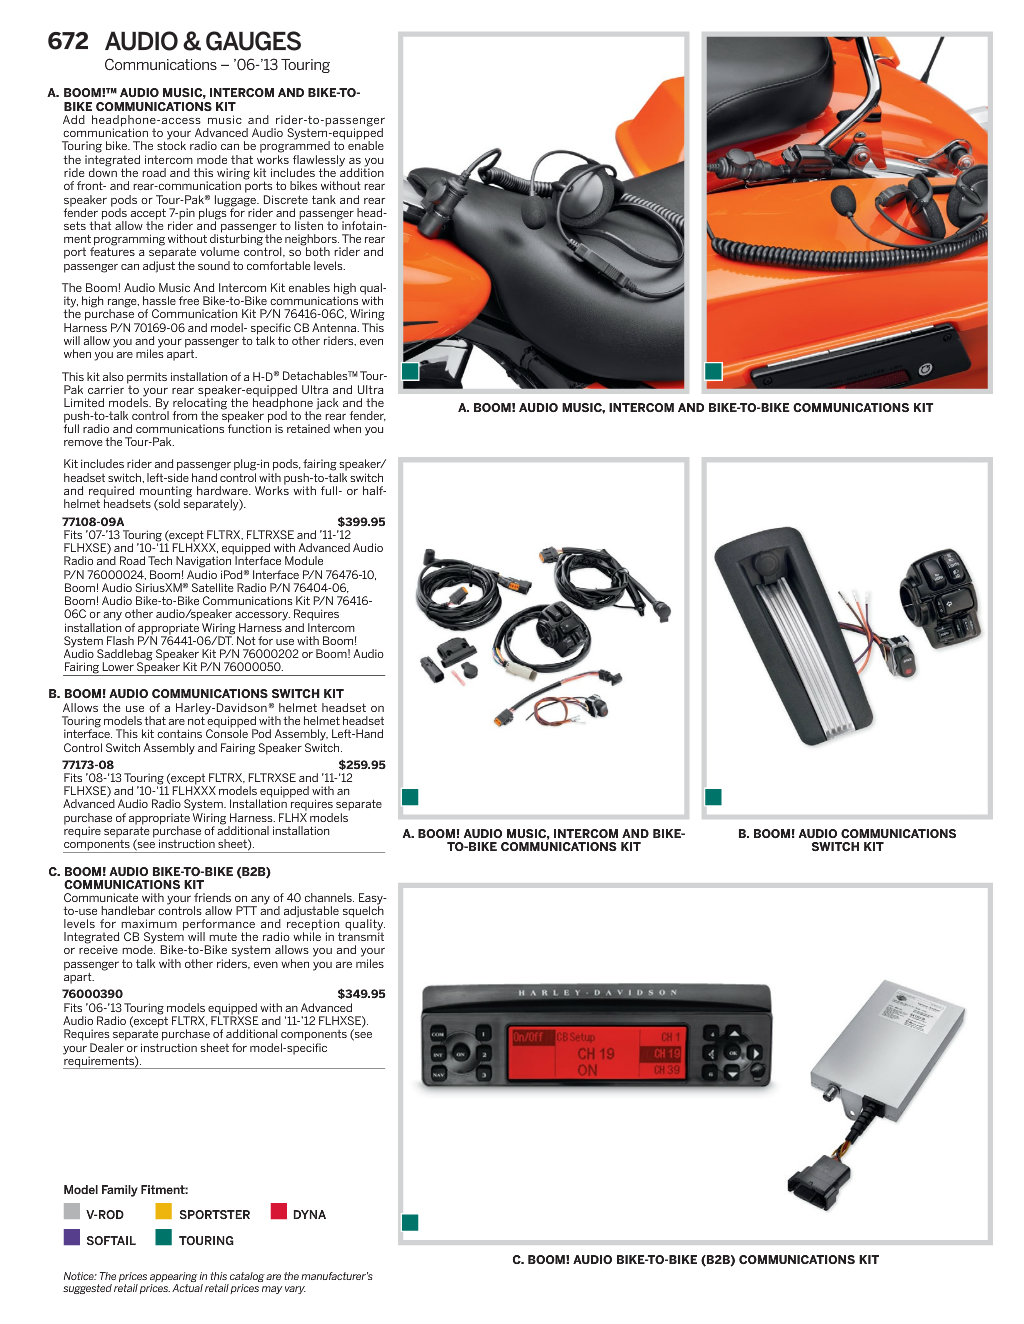 672 AUDIO & GAUGES
Communications – ’06-’13 Touring
A. BOOM!™ AUDIO MUSIC, INTERCOM AND BIKE-TO-
BIKE COMMUNICATIONS KIT
Add headphone-access music and rider-to-passenger
communication to your Advanced Audio System-equipped
Touring bike. The stock radio can be programmed to enable
the integrated intercom mode that works flawlessly as you
ride down the road and this wiring kit includes the addition
of front- and rear-communication ports to bikes without rear
speaker pods or Tour-Pak® luggage. Discrete tank and rear
fender pods accept 7-pin plugs for rider and passenger head-
sets that allow the rider and passenger to listen to infotain-
ment programming without disturbing the neighbors. The rear
port features a separate volume control, so both rider and
passenger can adjust the sound to comfortable levels.
The Boom! Audio Music And Intercom Kit enables high qual-
ity, high range, hassle free Bike-to-Bike communications with
the purchase of Communication Kit P/N 76416-06C, Wiring
Harness P/N 70169-06 and model- specific CB Antenna. This
will allow you and your passenger to talk to other riders, even
when you are miles apart.
This kit also permits installation of a H-D® Detachables™ Tour-
Pak carrier to your rear speaker-equipped Ultra and Ultra
Limited models. By relocating the headphone jack and the
push-to-talk control from the speaker pod to the rear fender,
full radio and communications function is retained when you
remove the Tour-Pak.
Kit includes rider and passenger plug-in pods, fairing speaker/
headset switch, left-side hand control with push-to-talk switch
and required mounting hardware. Works with full- or half-
helmet headsets (sold separately).
77108-09A $399.95
Fits ’07-’13 Touring (except FLTRX, FLTRXSE and ’11-’12
FLHXSE) and ’10-’11 FLHXXX, equipped with Advanced Audio
Radio and Road Tech Navigation Interface Module
P/N 76000024, Boom! Audio iPod® Interface P/N 76476-10,
Boom! Audio SiriusXM® Satellite Radio P/N 76404-06,
Boom! Audio Bike-to-Bike Communications Kit P/N 76416-
06C or any other audio/speaker accessory. Requires
installation of appropriate Wiring Harness and Intercom
System Flash P/N 76441-06/DT. Not for use with Boom!
Audio Saddlebag Speaker Kit P/N 76000202 or Boom! Audio
Fairing Lower Speaker Kit P/N 76000050.
B. BOOM! AUDIO COMMUNICATIONS SWITCH KIT
Allows the use of a Harley-Davidson® helmet headset on
Touring models that are not equipped with the helmet headset
interface. This kit contains Console Pod Assembly, Left-Hand
Control Switch Assembly and Fairing Speaker Switch.
77173-08 $259.95
Fits ’08-’13 Touring (except FLTRX, FLTRXSE and ’11-’12
FLHXSE) and ’10-’11 FLHXXX models equipped with an
Advanced Audio Radio System. Installation requires separate
purchase of appropriate Wiring Harness. FLHX models
require separate purchase of additional installation
components (see instruction sheet).
C. BOOM! AUDIO BIKE-TO-BIKE (B2B)
COMMUNICATIONS KIT
Communicate with your friends on any of 40 channels. Easy-
to-use handlebar controls allow PTT and adjustable squelch
levels for maximum performance and reception quality.
Integrated CB System will mute the radio while in transmit
or receive mode. Bike-to-Bike system allows you and your
passenger to talk with other riders, even when you are miles
apart.
76000390 $349.95
Fits ’06-’13 Touring models equipped with an Advanced
Audio Radio (except FLTRX, FLTRXSE and ’11-’12 FLHXSE).
Requires separate purchase of additional components (see
your Dealer or instruction sheet for model-specific
requirements).
Model Family Fitment:
V-ROD SPORTSTER DYNA
SOFTAIL TOURING
Notice: The prices appearing in this catalog are the manufacturer’s
suggested retail prices. Actual retail prices may vary.
A. BOOM! AUDIO MUSIC, INTERCOM AND BIKE-TO-BIKE COMMUNICATIONS KIT
A. BOOM! AUDIO MUSIC, INTERCOM AND BIKE-
TO-BIKE COMMUNICATIONS KIT
B. BOOM! AUDIO COMMUNICATIONS
SWITCH KIT
HARLEY-DAVIDSON
COM 1
INT ON 2
NAV 3
On/Off CB Setup CH 1
CH 19 CH 19
ON CH 39
OK
6
C. BOOM! AUDIO BIKE-TO-BIKE (B2B) COMMUNICATIONS KIT